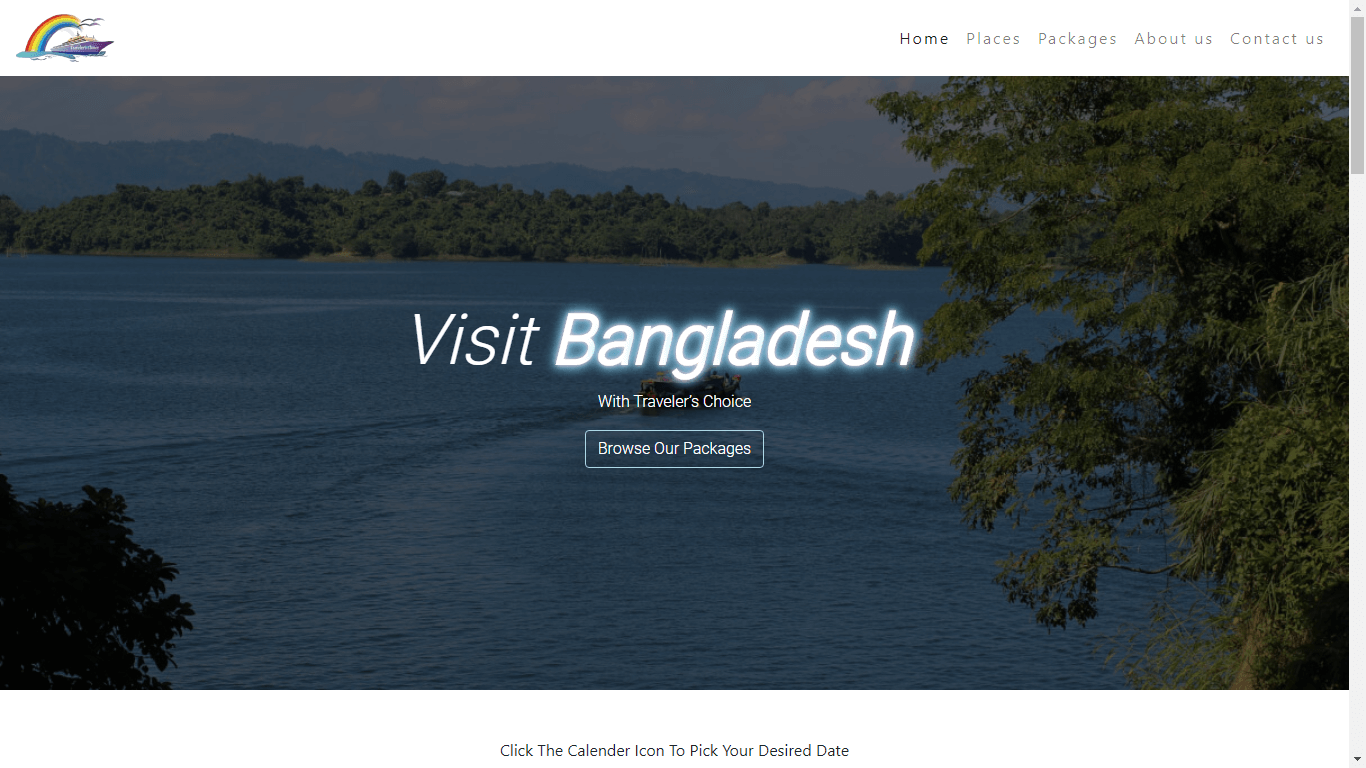 Traveler's Choice
Home Places Packages About us Contact us
Visit Bangladesh
With Traveler's Choice
Browse Our Packages
Click The Calender Icon To Pick Your Desired Date